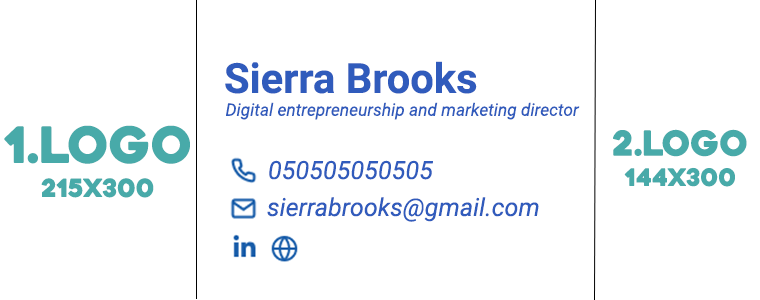 1.LOGO
215X300
Sierra Brooks
Digital entrepreneurship and marketing director
050505050505
sierrabrooks@gmail.com
in
2.LOGO
144X300